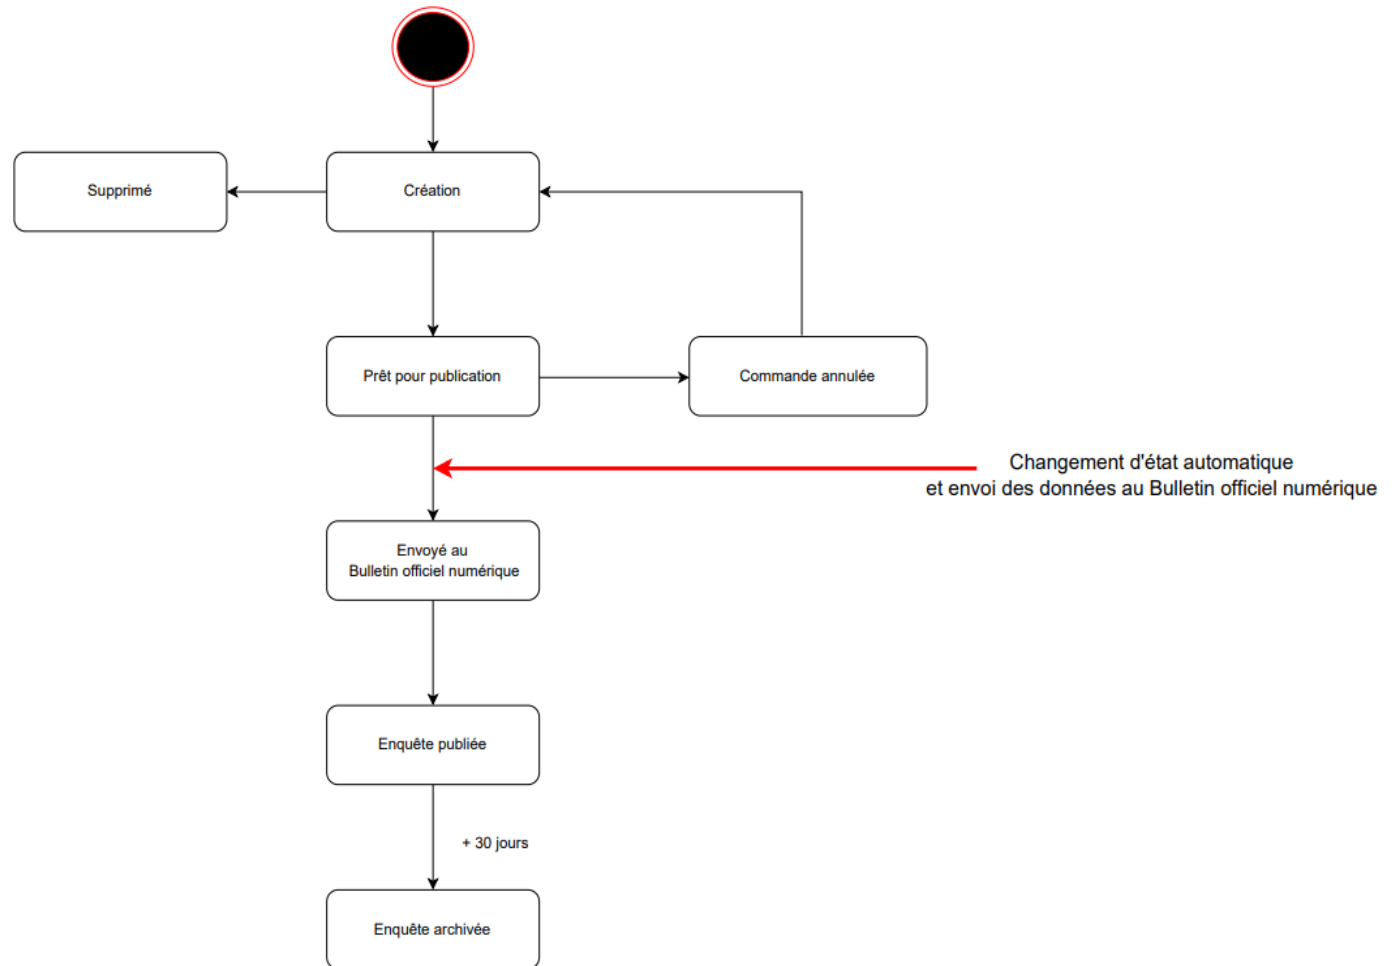 Supprimé
Création
Prêt pour publication
Commande annulée
Changement d'état automatique
et envoi des données au Bulletin officiel numérique
Envoyé au
Bulletin officiel numérique
Enquête publiée
+ 30 jours
Enquête archivée